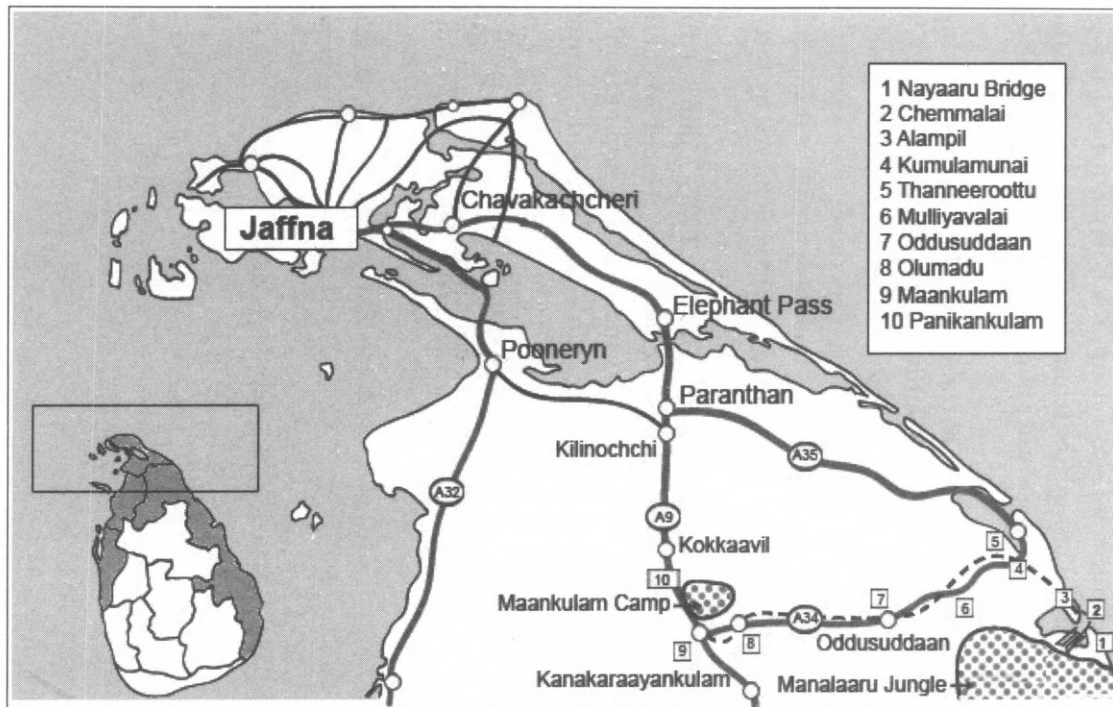 1 Nayaaru Bridge
2 Chemmalai
3 Alampil
4 Kumulamunai
5 Thanneeroottu
6 Mulliyavalai
7 Oddusuddaan
8 Olumadu
9 Maankulam
10 Panikankulam
Chavakachcheri
Jaffna
Elephant Pass
Pooneryn
Paranthan
Kilinochchi
A35
A32
A9
Kokkaavil
5
10
4
Maankulam Camp
7
3
2
6
A34
9
8
Oddusuddaan
1
Kanakaraayankulam
Manalaaru Jungle